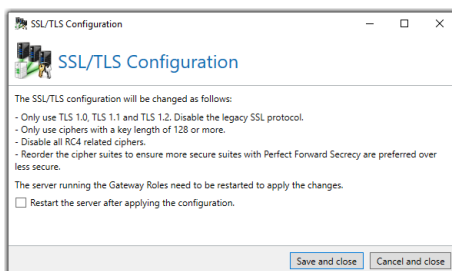 SSL/TLS Configuration
SSL/TLS Configuration
The SSL/TLS configuration will be changed as follows:
- Only use TLS 1.0, TLS 1.1 and TLS 1.2. Disable the legacy SSL protocol.
- Only use ciphers with a key length of 128 or more.
- Disable all RC4 related ciphers.
- Reorder the cipher suites to ensure more secure suites with Perfect Forward Secrecy are preferred over
less secure.
The server running the Gateway Roles need to be restarted to apply the changes.
Restart the server after applying the configuration.
Save and close Cancel and close